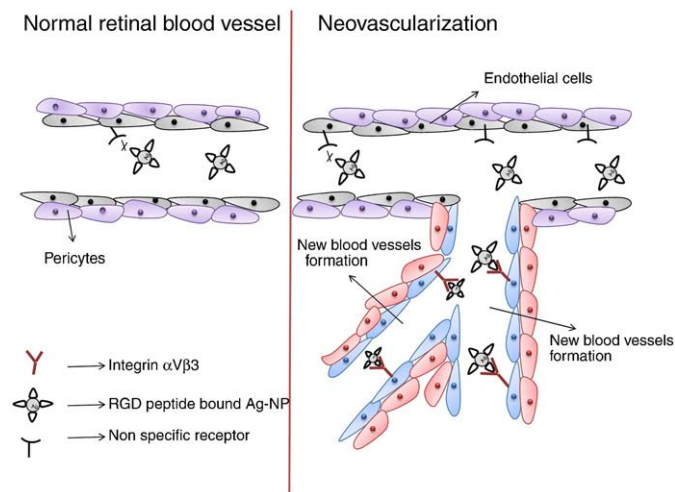 Normal retinal blood vessel
Neovascularization
Endothelial cells
Pericytes
New blood vessels
formation
New blood vessels
formation
Integrin αVβ3
RGD peptide bound Ag-NP
Ag
Non specific receptor